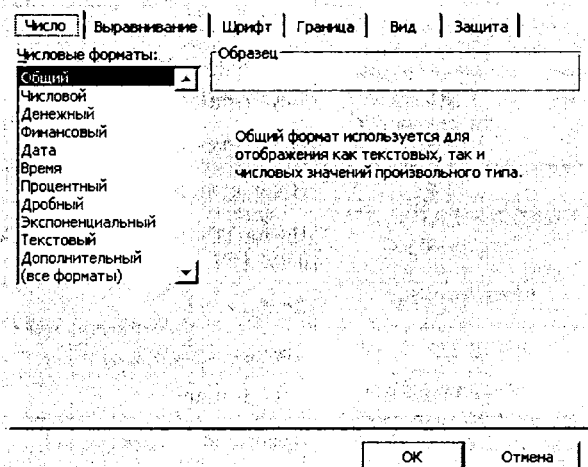 Число Выравнивание Шрифт Граница Вид Защита
Числовые форматы:
Образец
Общий
Числовой
Денежный
Финансовый
Дата
Время
Процентный
Дробный
Экспоненциальный
Текстовый
Дополнительный
(все форматы)
Общий формат используется для
отображения как текстовых, так и
числовых значений произвольного типа.
ОК Отмена